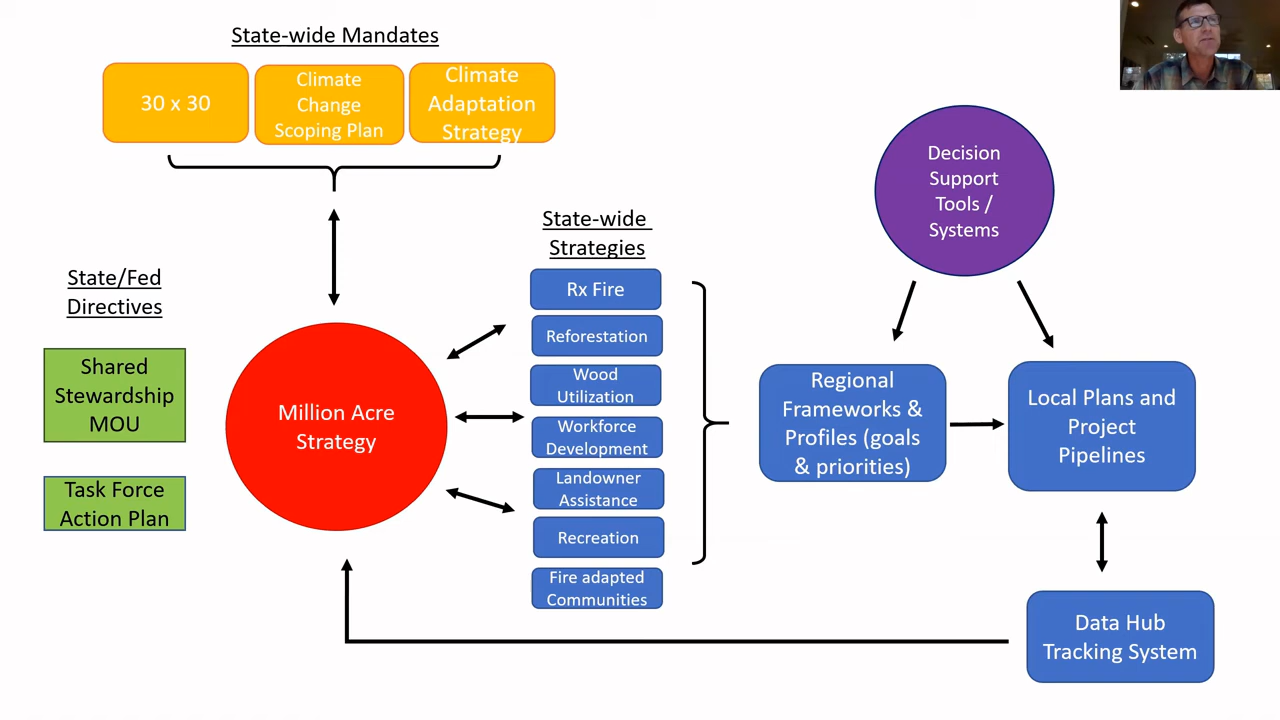 State-wide Mandates
30 x 30
Climate
Change
Scoping Plan
Climate
Adaptation
Strategy
State/Fed
Directives
Shared
Stewardship
MOU
Task Force
Action Plan
Million Acre
Strategy
State-wide
Strategies
Rx Fire
Reforestation
Wood
Utilization
Workforce
Development
Landowner
Assistance
Recreation
Fire adapted
Communities
Decision
Support
Tools /
Systems
Regional
Frameworks &
Profiles (goals
& priorities)
Local Plans and
Project
Pipelines
Data Hub
Tracking System